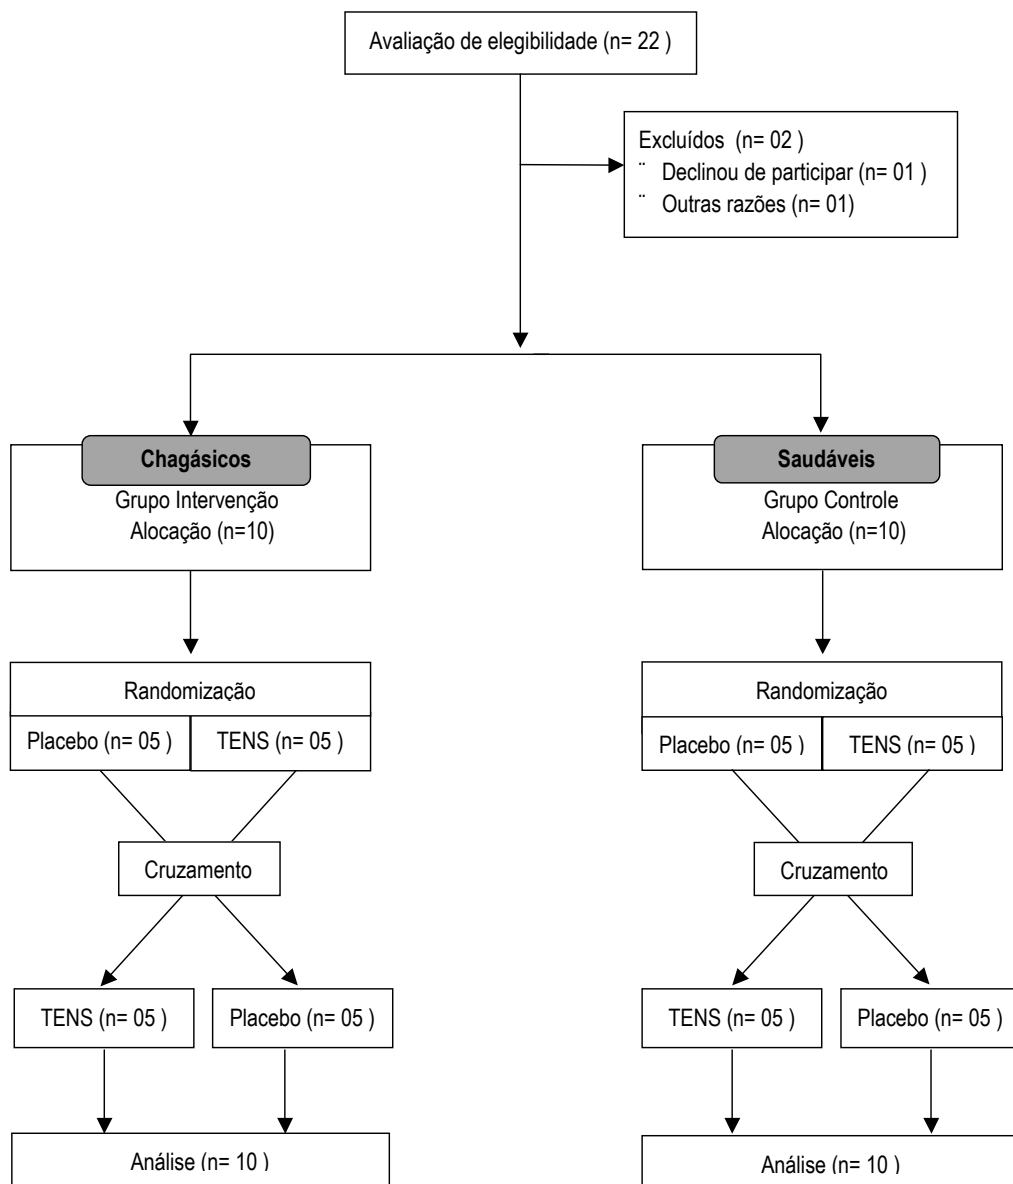 Avaliação de elegibilidade (n= 22 )
Excluídos (n= 02 )
¨ Declinou de participar (n= 01 )
¨ Outras razões (n= 01)
Chagásicos
Grupo Intervenção
Alocação (n=10)
Saudáveis
Grupo Controle
Alocação (n=10)
Randomização
Placebo (n= 05 )
TENS (n= 05 )
Randomização
Placebo (n= 05 )
TENS (n= 05 )
Cruzamento
Cruzamento
TENS (n= 05 )
Placebo (n= 05 )
TENS (n= 05 )
Placebo (n= 05 )
Análise (n= 10 )
Análise (n= 10 )